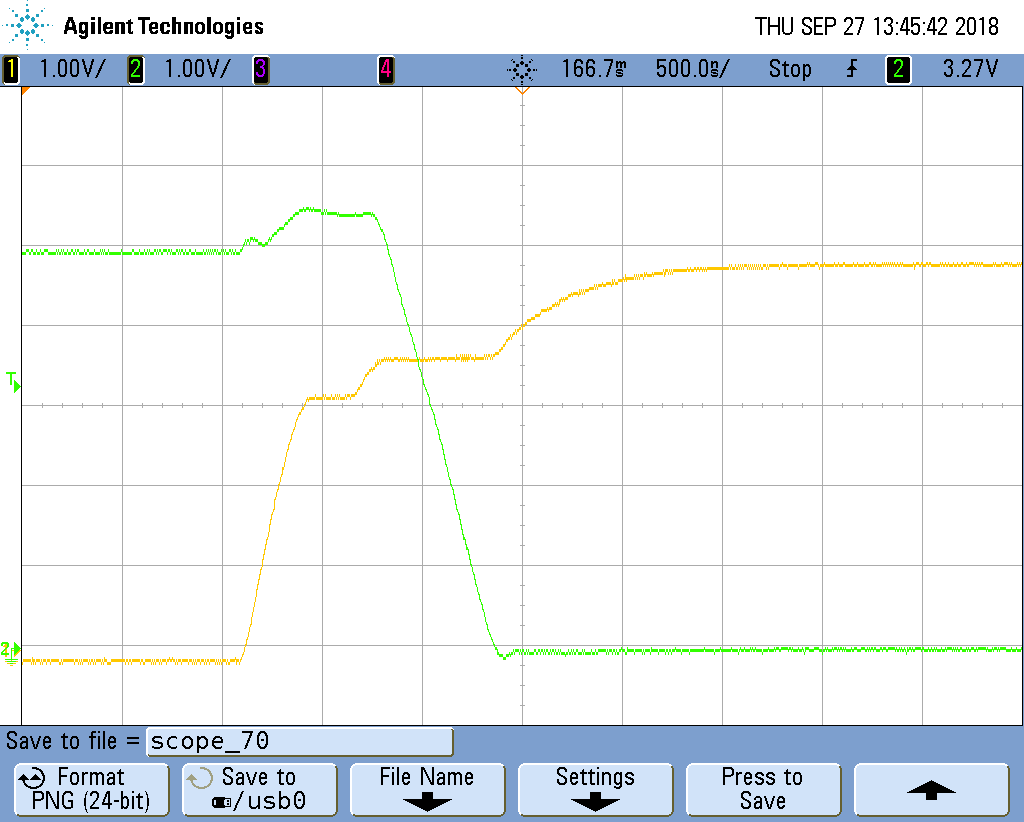 Agilent Technologies
THU SEP 27 13:45:42 2018
1 1.00V/ 2 1.00V/ 3 4 166.7ms 500.0ns/ Stop 2 3.27V
T
2
Save to file = scope_70
Format
PNG (24-bit)
Save to
/usb0
File Name
Settings
Press to
Save